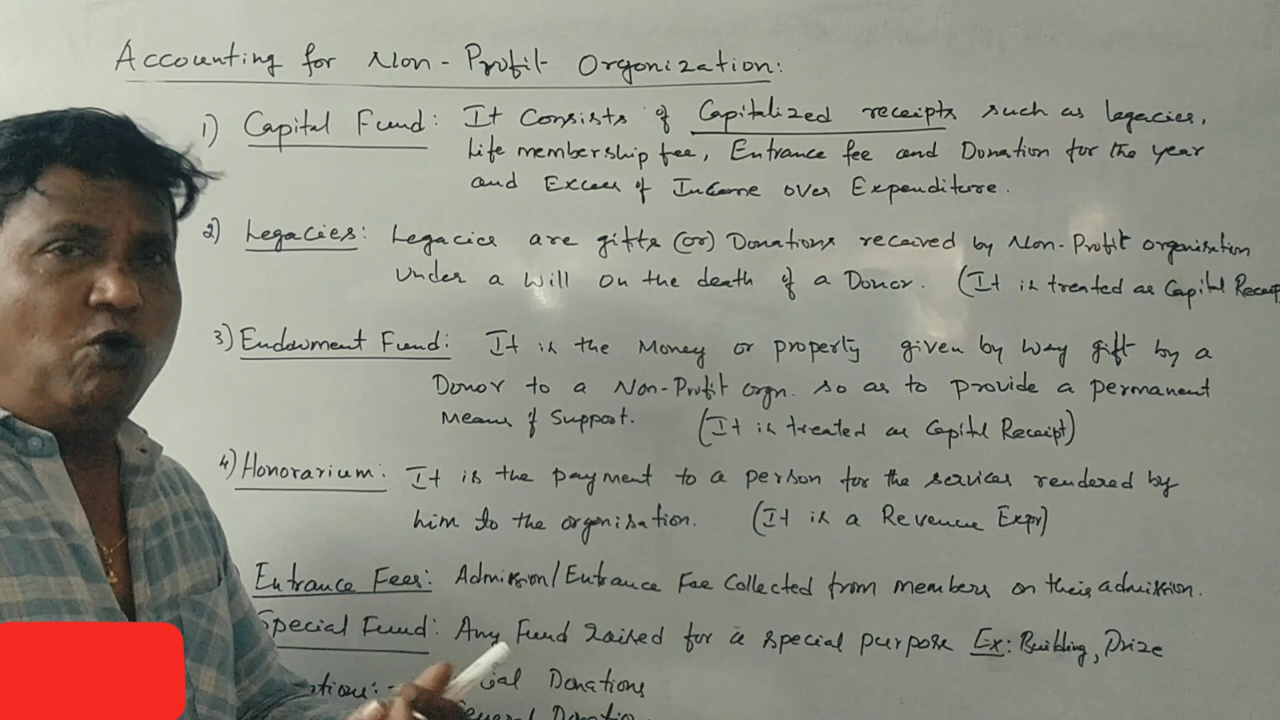 Accounting for Non-Profit Orgonization:
1) Capital Fund: It Consists of Capitalized receipts such as legacies,
Life membership fee, Entrance fee and Donation for the year
and Excess of Income over Expenditure.
2) Legacies: Legacies are gifts (or) Donations received by Non-Profit organisation
under a will on the death of a Donor. (It is treated as Capital Receip
3) Endowment Fund: It is the Money or property given by way gift by a
Donor to a Non-Profit orgn. so as to provide a permanent
Means of Support. (It is treated as Capital Receipt)
4) Honorarium: It is the payment to a person for the services rendered by
him to the organisation. (It is a Revenue Expr)
Entrance Fees: Admission/Entrance Fee Collected from members on their admission.
Special Fund: Any Fund raised for a special purpose Ex: Building, Prize
Donations